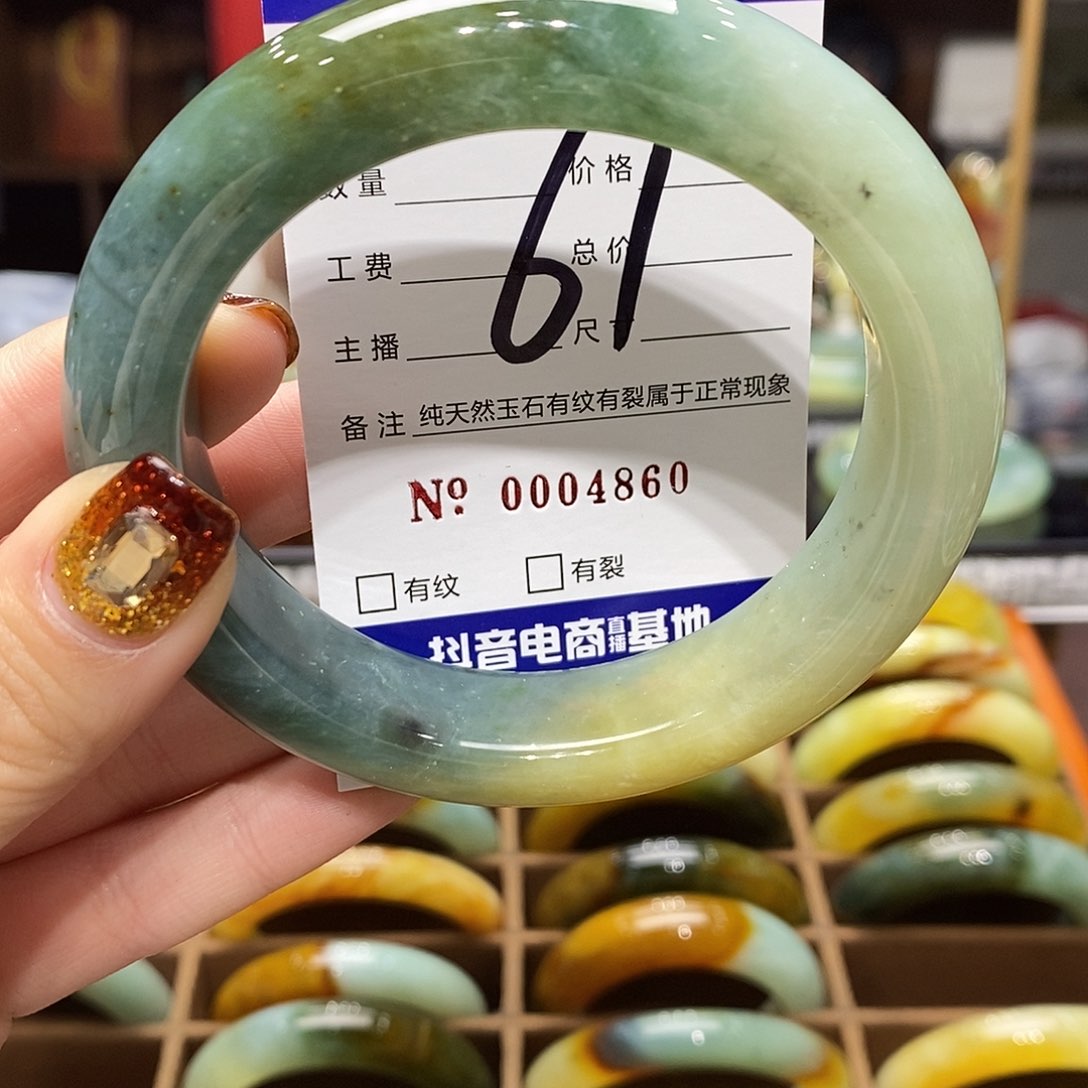 数量 价格
61
工费 总价
主播 尺寸
备注 纯天然玉石有纹有裂属于正常现象
Nº 0004860
有纹 有裂
抖音电商直播基地